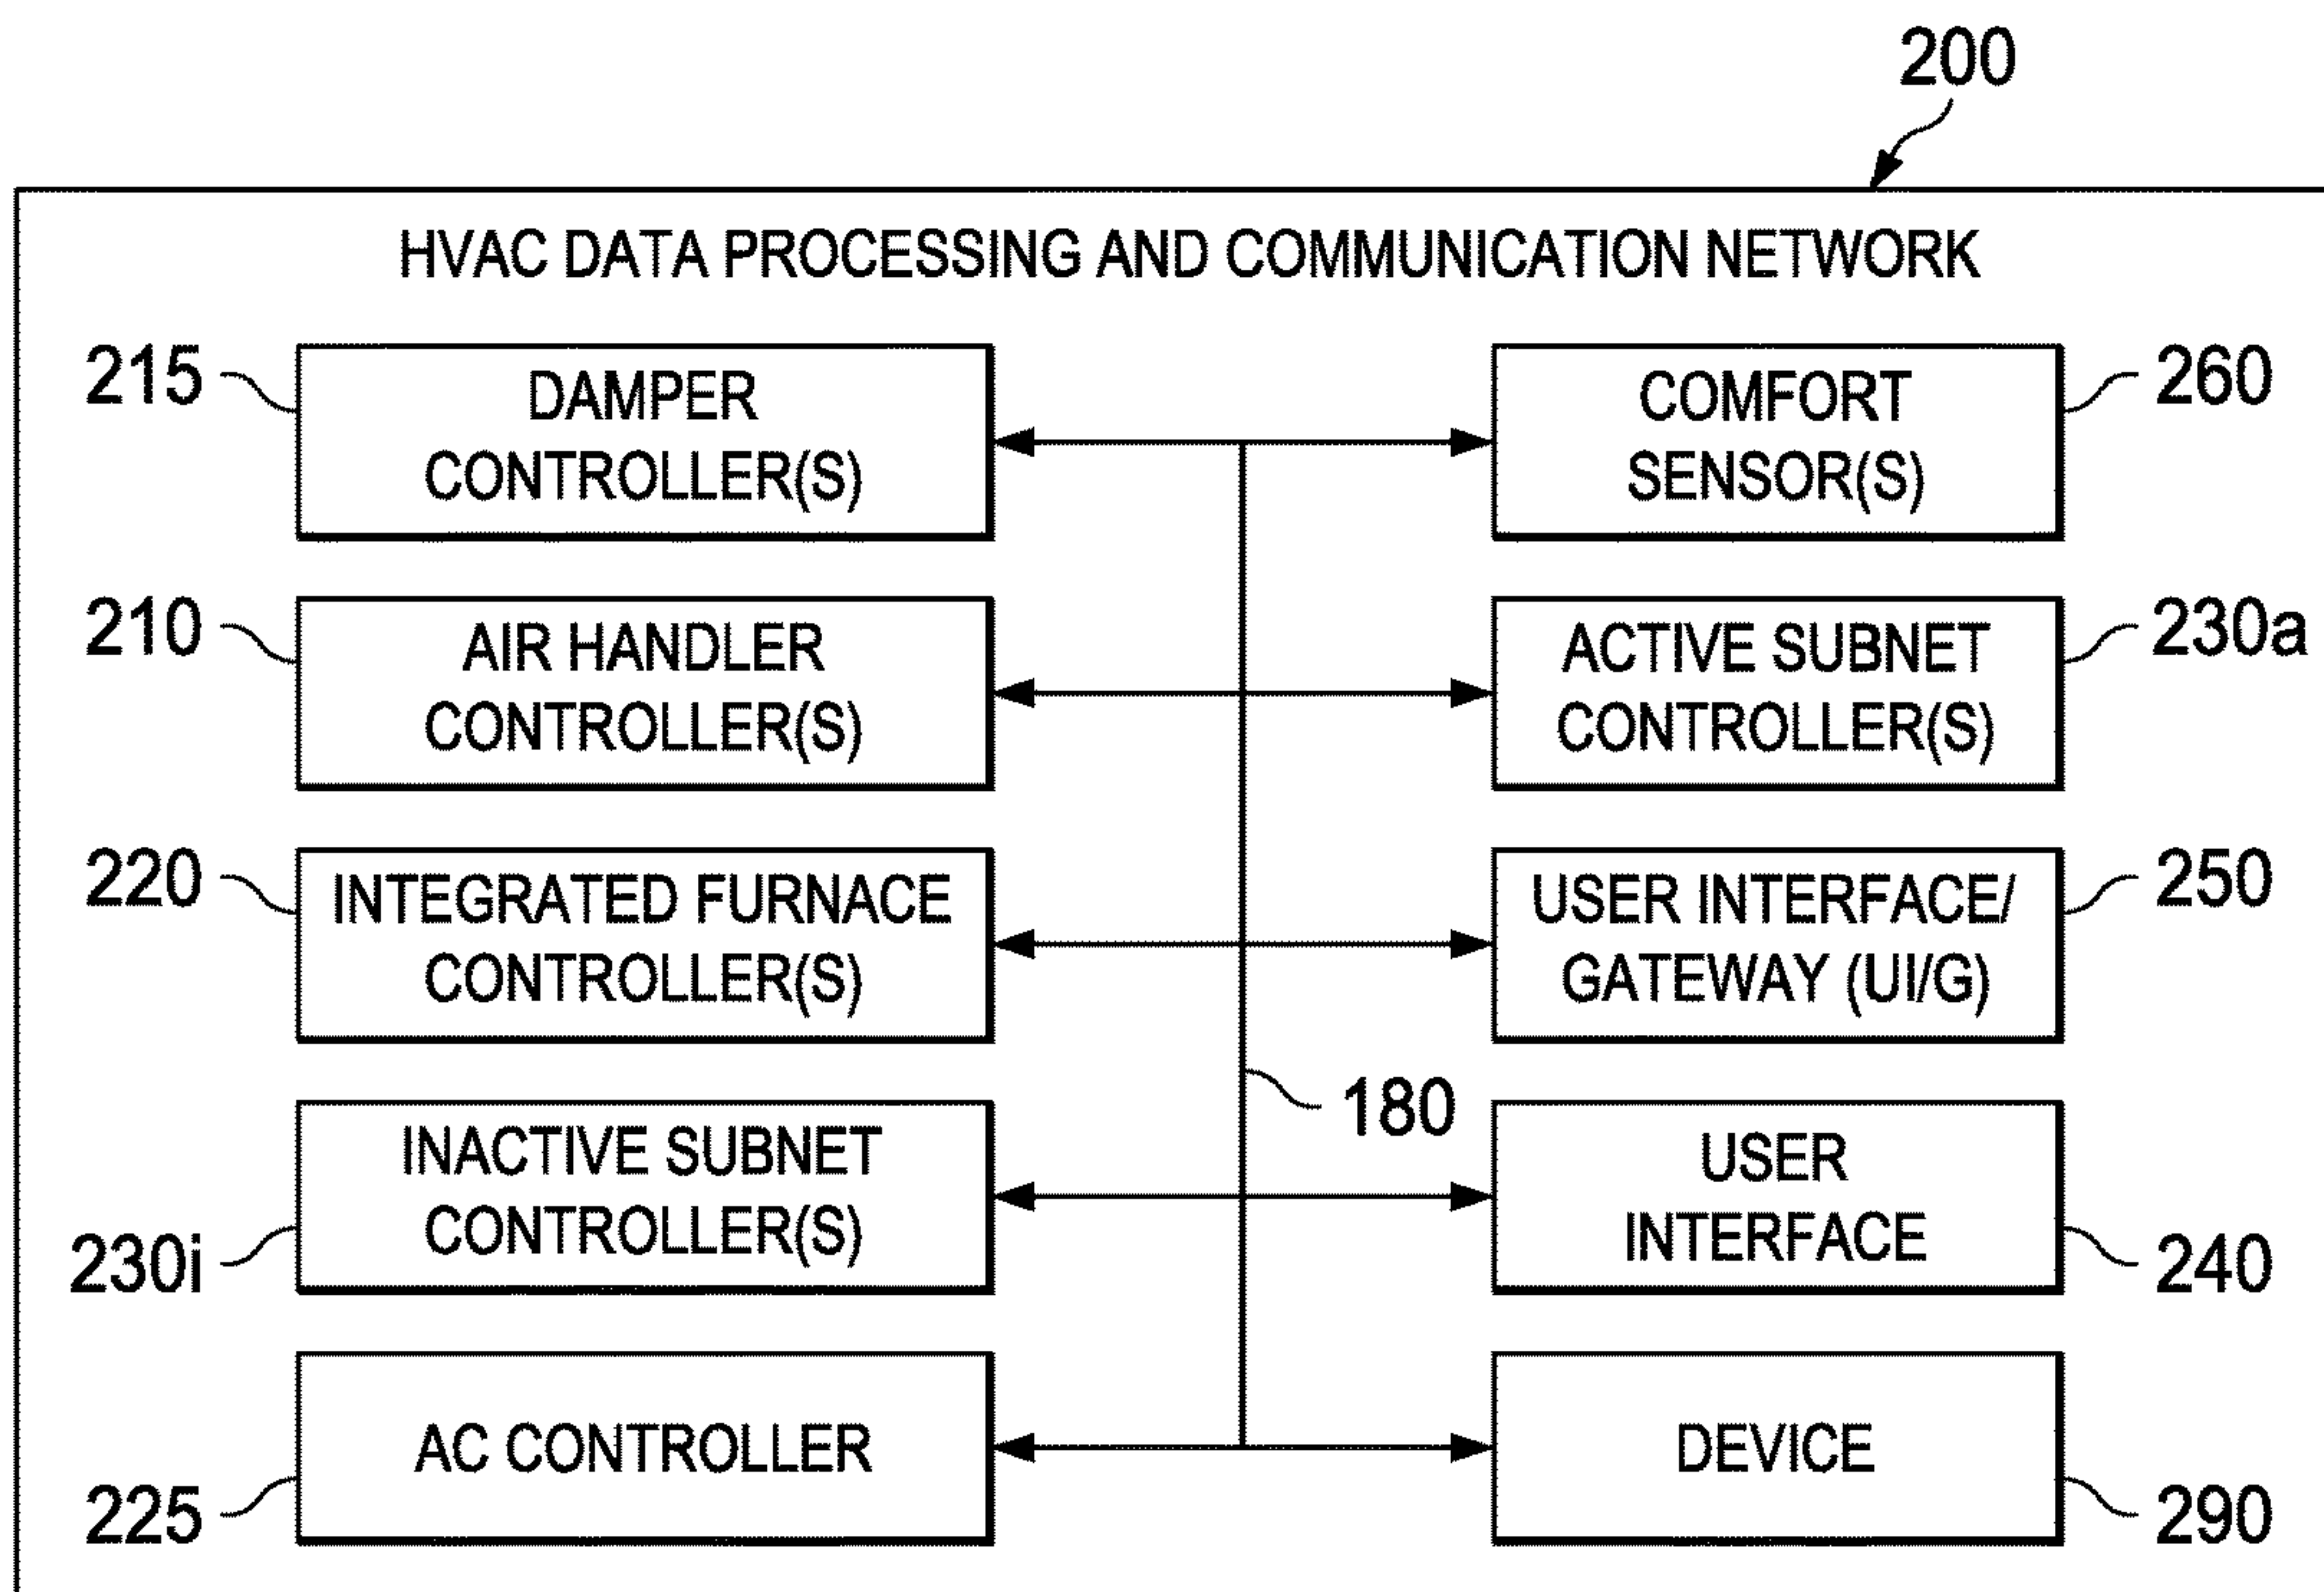 200
HVAC DATA PROCESSING AND COMMUNICATION NETWORK
215
DAMPER
CONTROLLER(S)
COMFORT
SENSOR(S)
260
210
AIR HANDLER
CONTROLLER(S)
ACTIVE SUBNET
CONTROLLER(S)
230a
220
INTEGRATED FURNACE
CONTROLLER(S)
USER INTERFACE/
GATEWAY (UI/G)
250
180
INACTIVE SUBNET
CONTROLLER(S)
230i
USER
INTERFACE
240
AC CONTROLLER
225
DEVICE
290